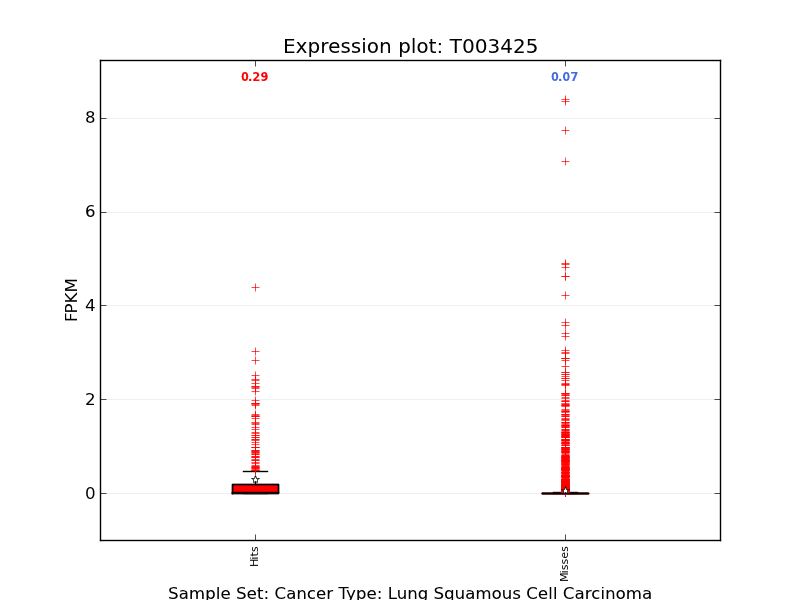 Expression plot: T003425
0.29 0.07
8
6
4
2
0
FPKM
Hits Misses
Sample Set: Cancer Type: Lung Squamous Cell Carcinoma